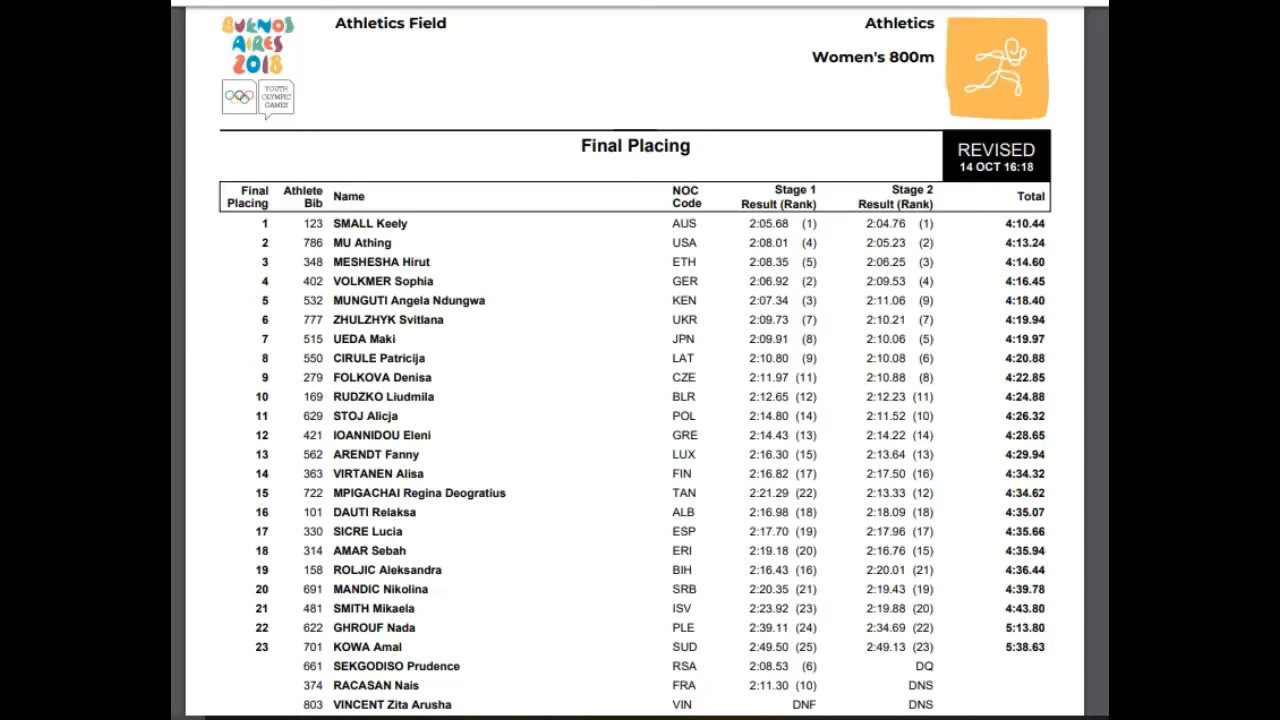 BUENOS
AIRES
2018
YOUTH
OLYMPIC
GAMES
Athletics Field
Athletics
Women's 800m
Final Placing
REVISED
14 OCT 16:18
Final Placing Athlete Bib Name NOC Code Stage 1 Result (Rank) Stage 2 Result (Rank) Total
1 123 SMALL Keely AUS 2:05.68 (1) 2:04.76 (1) 4:10.44
2 786 MU Athing USA 2:08.01 (4) 2:05.23 (2) 4:13.24
3 348 MESHESHA Hirut ETH 2:08.35 (5) 2:06.25 (3) 4:14.60
4 402 VOLKMER Sophia GER 2:06.92 (2) 2:09.53 (4) 4:16.45
5 532 MUNGUTI Angela Ndungwa KEN 2:07.34 (3) 2:11.06 (9) 4:18.40
6 777 ZHULZHYK Svitlana UKR 2:09.73 (7) 2:10.21 (7) 4:19.94
7 515 UEDA Maki JPN 2:09.91 (8) 2:10.06 (5) 4:19.97
8 550 CIRULE Patricija LAT 2:10.80 (9) 2:10.08 (6) 4:20.88
9 279 FOLKOVA Denisa CZE 2:11.97 (11) 2:10.88 (8) 4:22.85
10 169 RUDZKO Liudmila BLR 2:12.65 (12) 2:12.23 (11) 4:24.88
11 629 STOJ Alicja POL 2:14.80 (14) 2:11.52 (10) 4:26.32
12 421 IOANNIDOU Eleni GRE 2:14.43 (13) 2:14.22 (14) 4:28.65
13 562 ARENDT Fanny LUX 2:16.30 (15) 2:13.64 (13) 4:29.94
14 363 VIRTANEN Alisa FIN 2:16.82 (17) 2:17.50 (16) 4:34.32
15 722 MPIGACHAI Regina Deogratius TAN 2:21.29 (22) 2:13.33 (12) 4:34.62
16 101 DAUTI Relaksa ALB 2:16.98 (18) 2:18.09 (18) 4:35.07
17 330 SICRE Lucia ESP 2:17.70 (19) 2:17.96 (17) 4:35.66
18 314 AMAR Sebah ERI 2:19.18 (20) 2:16.76 (15) 4:35.94
19 158 ROLJIC Aleksandra BIH 2:16.43 (16) 2:20.01 (21) 4:36.44
20 691 MANDIC Nikolina SRB 2:20.35 (21) 2:19.43 (19) 4:39.78
21 481 SMITH Mikaela ISV 2:23.92 (23) 2:19.88 (20) 4:43.80
22 622 GHROUF Nada PLE 2:39.11 (24) 2:34.69 (22) 5:13.80
23 701 KOWA Amal SUD 2:49.50 (25) 2:49.13 (23) 5:38.63
661 SEKGODISO Prudence RSA 2:08.53 (6) DQ
374 RACASAN Nais FRA 2:11.30 (10) DNS
803 VINCENT Zita Arusha VIN DNF DNS